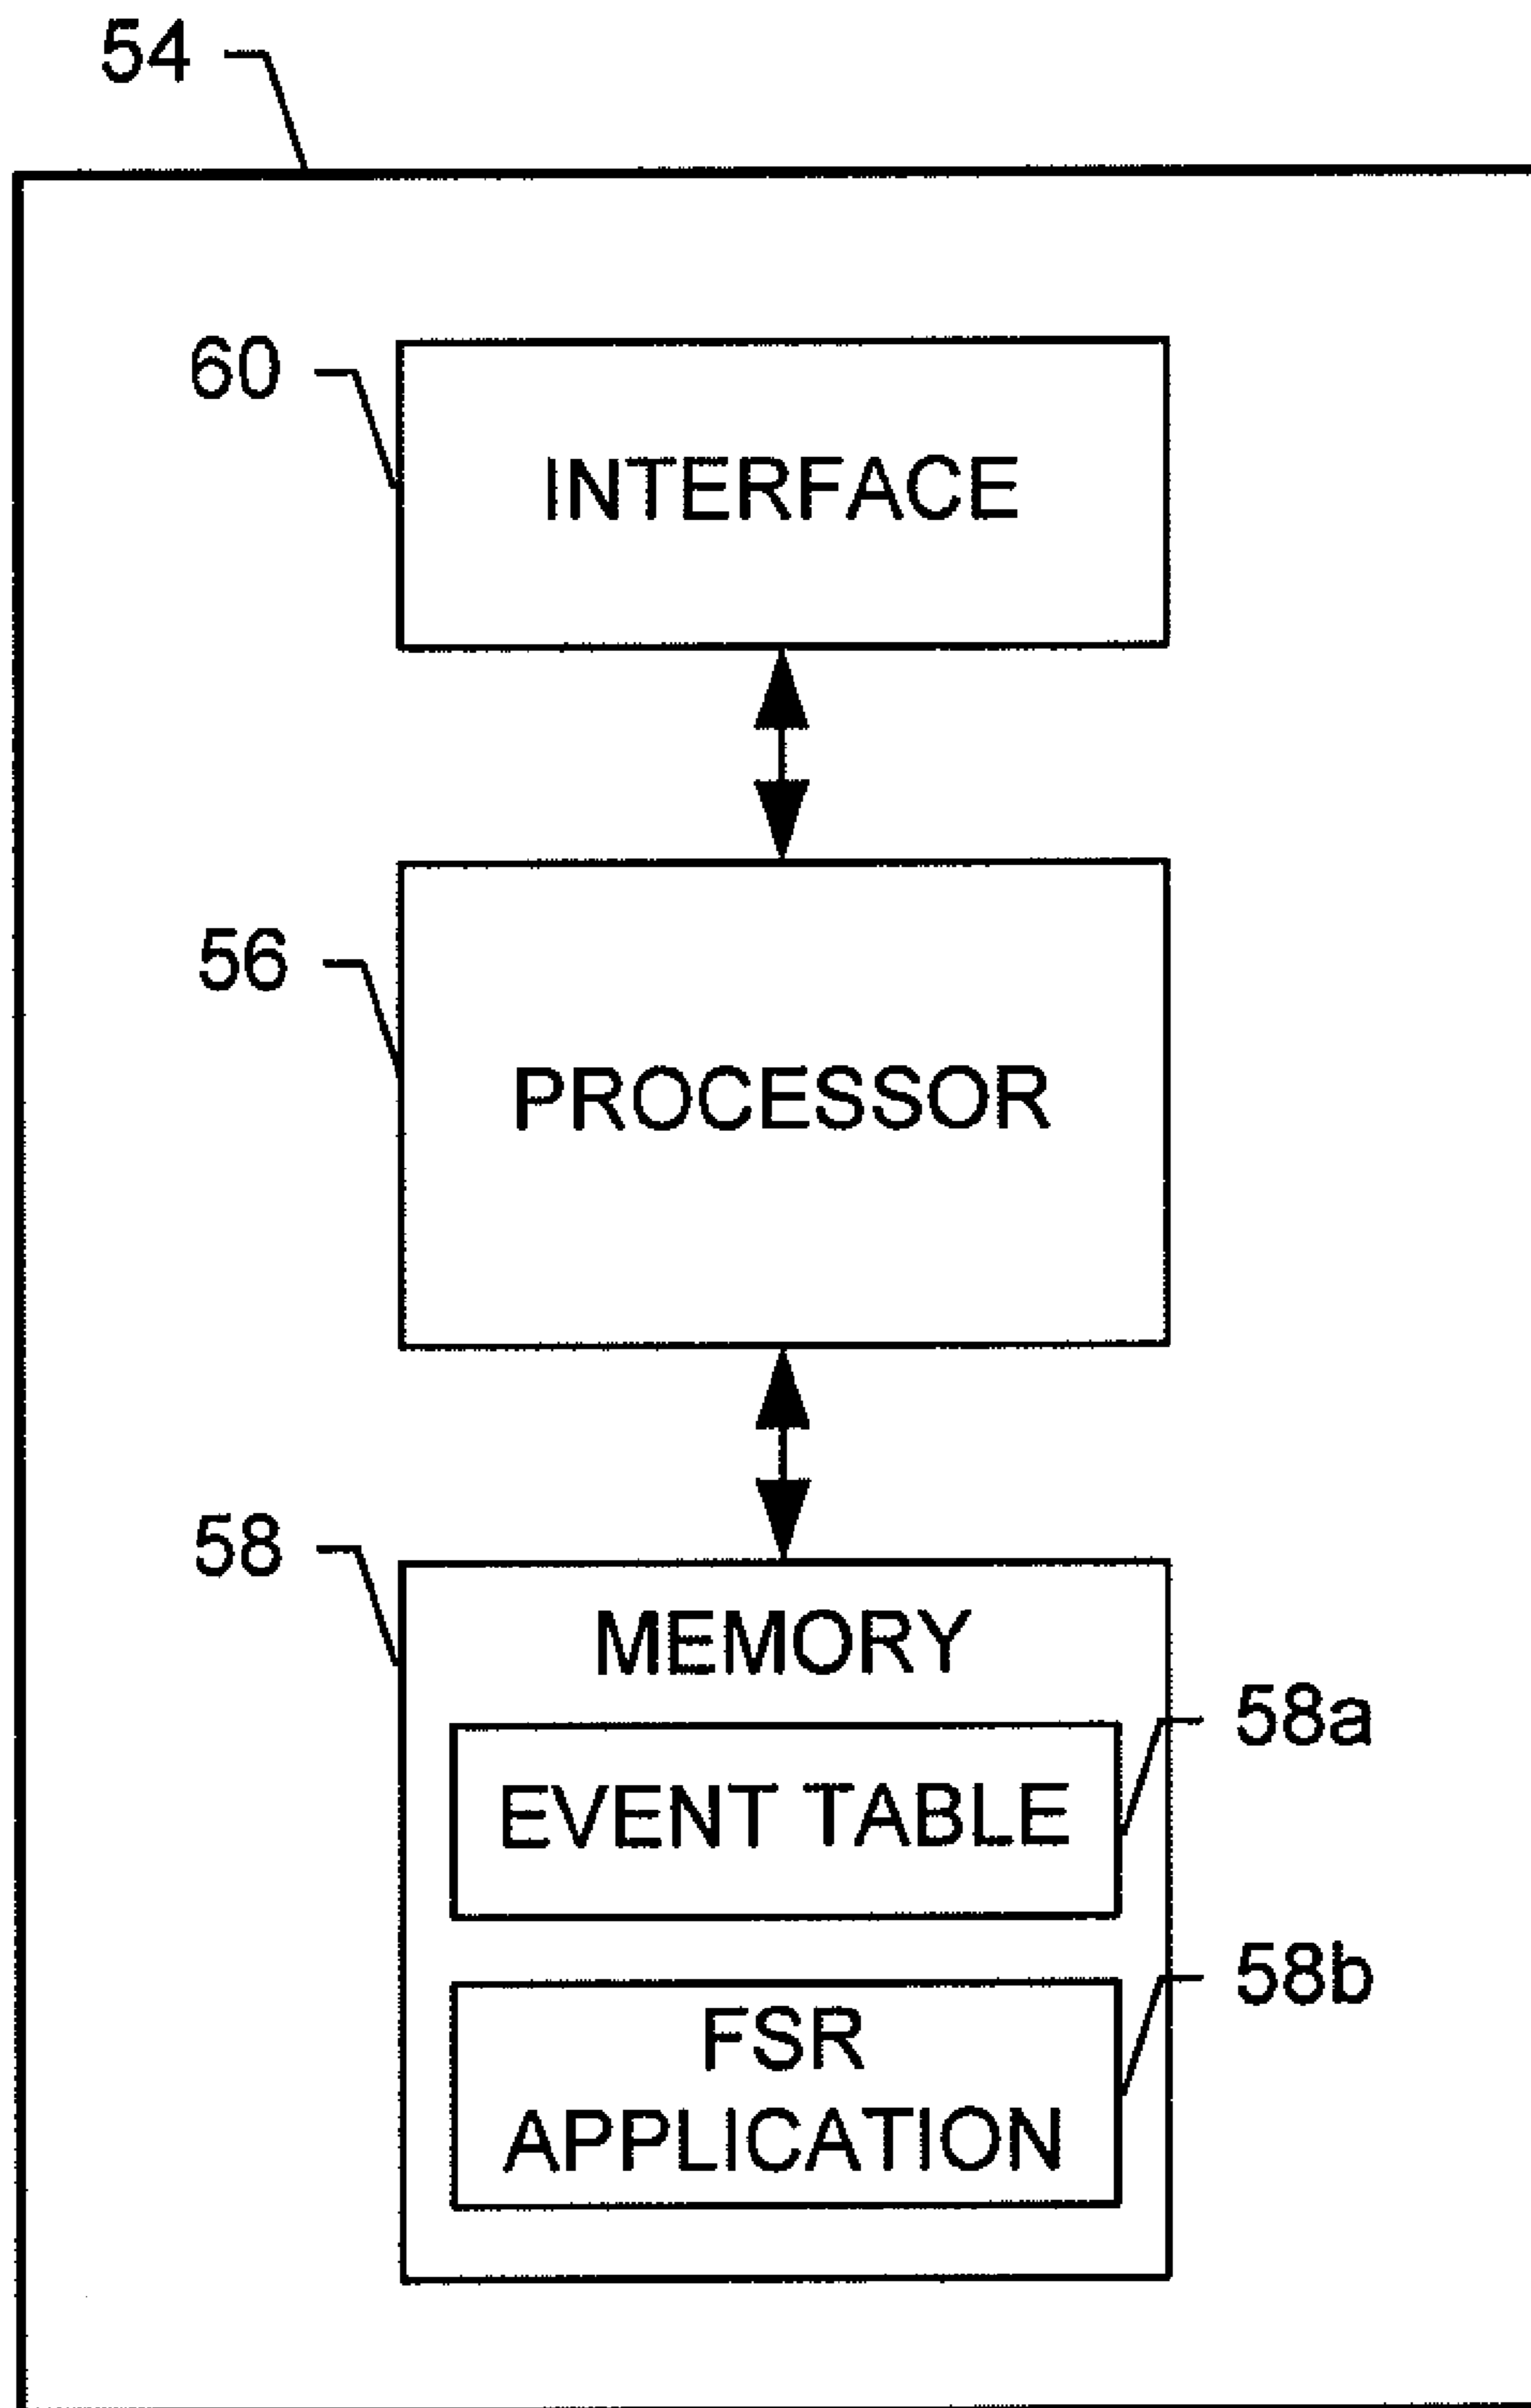 54
60
INTERFACE
56
PROCESSOR
58
MEMORY
58a
EVENT TABLE
58b
FSR
APPLICATION